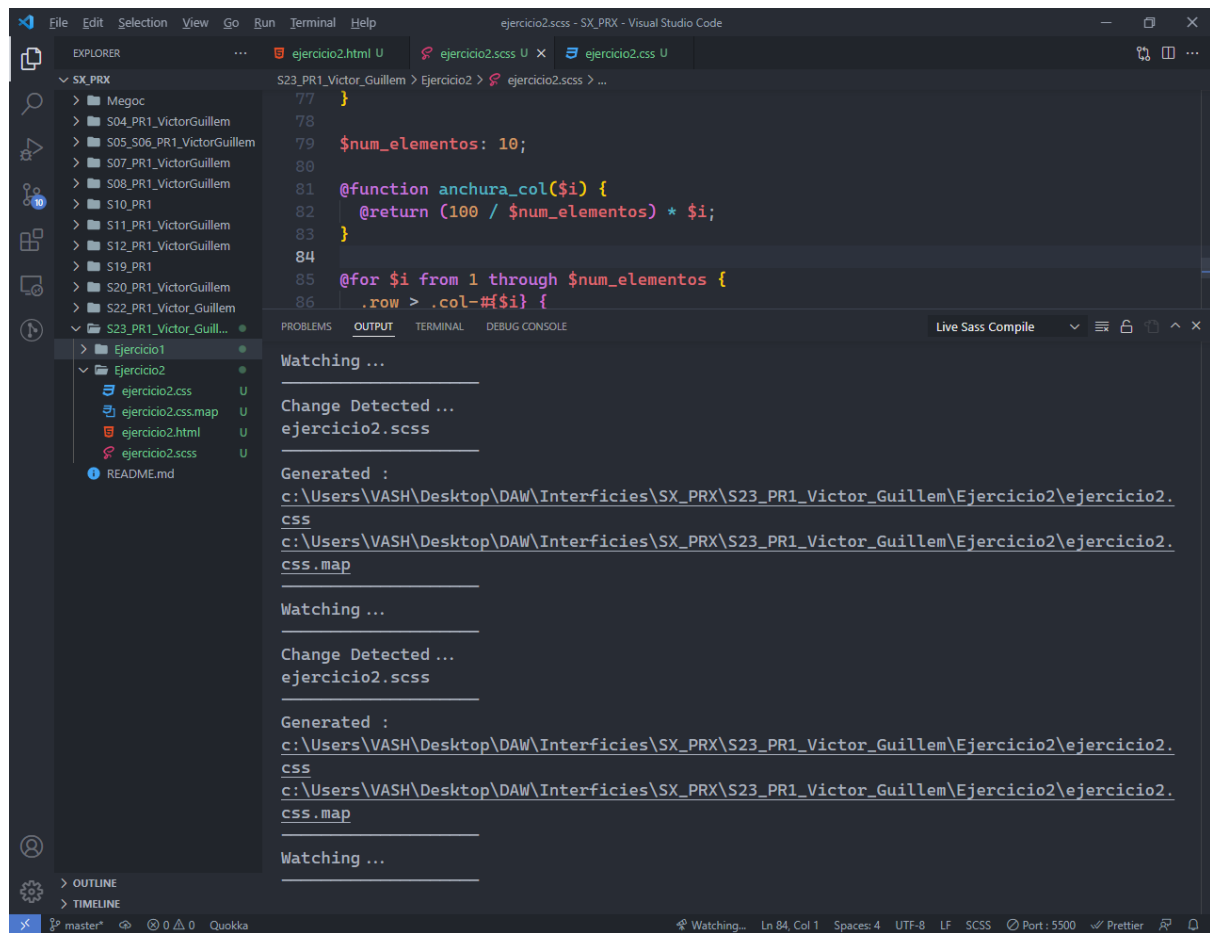 File Edit Selection View Go Run Terminal Help ejercicio2.scss - SX_PRX - Visual Studio Code
EXPLORER ...
ejercicio2.html U ejercicio2.scss U ejercicio2.css U
SX_PRX
S23_PR1_Victor_Guillem > Ejercicio2 > ejercicio2.scss > ...
Megoc
S04_PR1_VictorGuillem
S05_S06_PR1_VictorGuillem
S07_PR1_VictorGuillem
S08_PR1_VictorGuillem
S10_PR1
S11_PR1_VictorGuillem
S12_PR1_VictorGuillem
S19_PR1
S20_PR1_VictorGuillem
S22_PR1_Victor_Guillem
S23_PR1_Victor_Guill...
Ejercicio1
Ejercicio2
ejercicio2.css U
ejercicio2.css.map U
ejercicio2.html U
ejercicio2.scss U
README.md
10
77 }
78
79 $num_elementos: 10;
80
81 @function anchura_col($i) {
82 @return (100 / $num_elementos) * $i;
83 }
84
85 @for $i from 1 through $num_elementos {
86 .row > .col-#{$i} {
PROBLEMS OUTPUT TERMINAL DEBUG CONSOLE Live Sass Compile
Watching ...
Change Detected ...
ejercicio2.scss
Generated :
c:\Users\VASH\Desktop\DAW\Interficies\SX_PRX\S23_PR1_Victor_Guillem\Ejercicio2\ejercicio2.
css
c:\Users\VASH\Desktop\DAW\Interficies\SX_PRX\S23_PR1_Victor_Guillem\Ejercicio2\ejercicio2.
css.map
Watching ...
Change Detected ...
ejercicio2.scss
Generated :
c:\Users\VASH\Desktop\DAW\Interficies\SX_PRX\S23_PR1_Victor_Guillem\Ejercicio2\ejercicio2.
css
c:\Users\VASH\Desktop\DAW\Interficies\SX_PRX\S23_PR1_Victor_Guillem\Ejercicio2\ejercicio2.
css.map
Watching ...
OUTLINE
TIMELINE
master* 0 0 Quokka Watching... Ln 84, Col 1 Spaces: 4 UTF-8 LF SCSS Port : 5500 Prettier